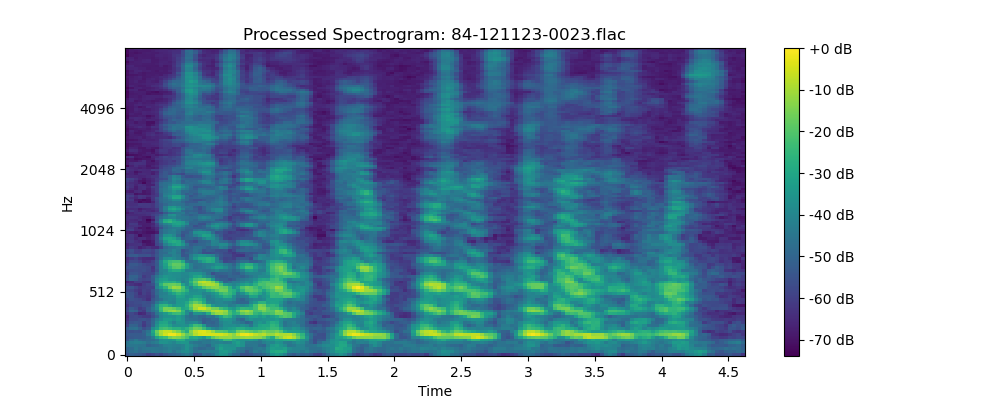 Processed Spectrogram: 84-121123-0023.flac
Hz
4096
2048
1024
512
0
0 0.5 1 1.5 2 2.5 3 3.5 4 4.5
Time
+0 dB
-10 dB
-20 dB
-30 dB
-40 dB
-50 dB
-60 dB
-70 dB